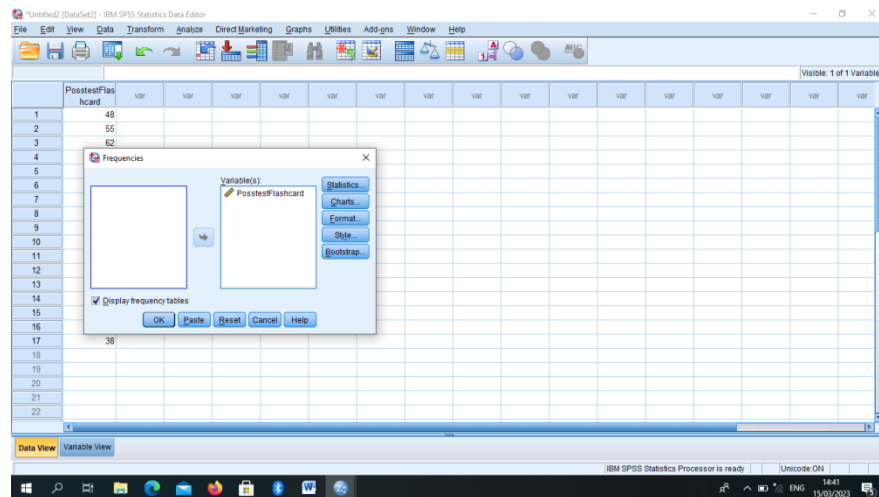 *Untitled2 [DataSet2] - IBM SPSS Statistics Data Editor
File Edit View Data Transform Analyze Direct Marketing Graphs Utilities Add-ons Window Help
Visible: 1 of 1 Variable
PosstestFlas
hcard
var var var var var var var var var var var var var var var
1 48
2 55
3 62
4
5
6
7
8
9
10
11
12
13
14
15
16
17 38
18
19
20
21
22
Frequencies
Variable(s):
PosstestFlashcard
Statistics...
Charts...
Format...
Style...
Bootstrap...
Display frequency tables
OK Paste Reset Cancel Help
Data View Variable View
IBM SPSS Statistics Processor is ready Unicode:ON
ENG 14:41
15/03/2023